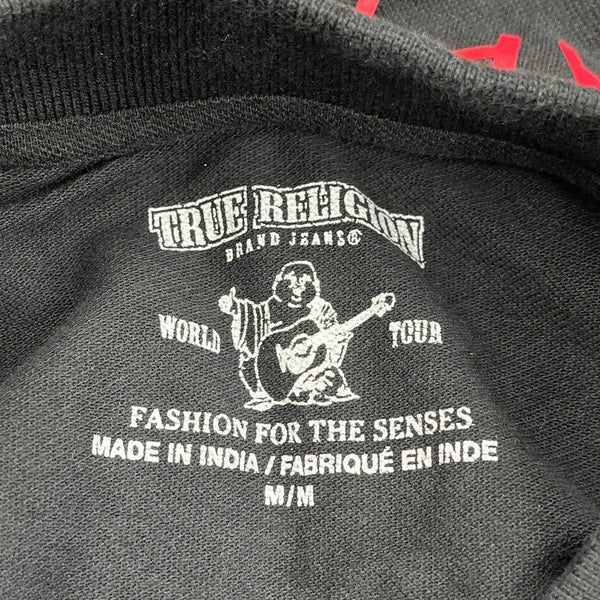 TRUE RELIGION
BRAND JEANS®
WORLD TOUR
FASHION FOR THE SENSES
MADE IN INDIA / FABRIQUÉ EN INDE
M/M